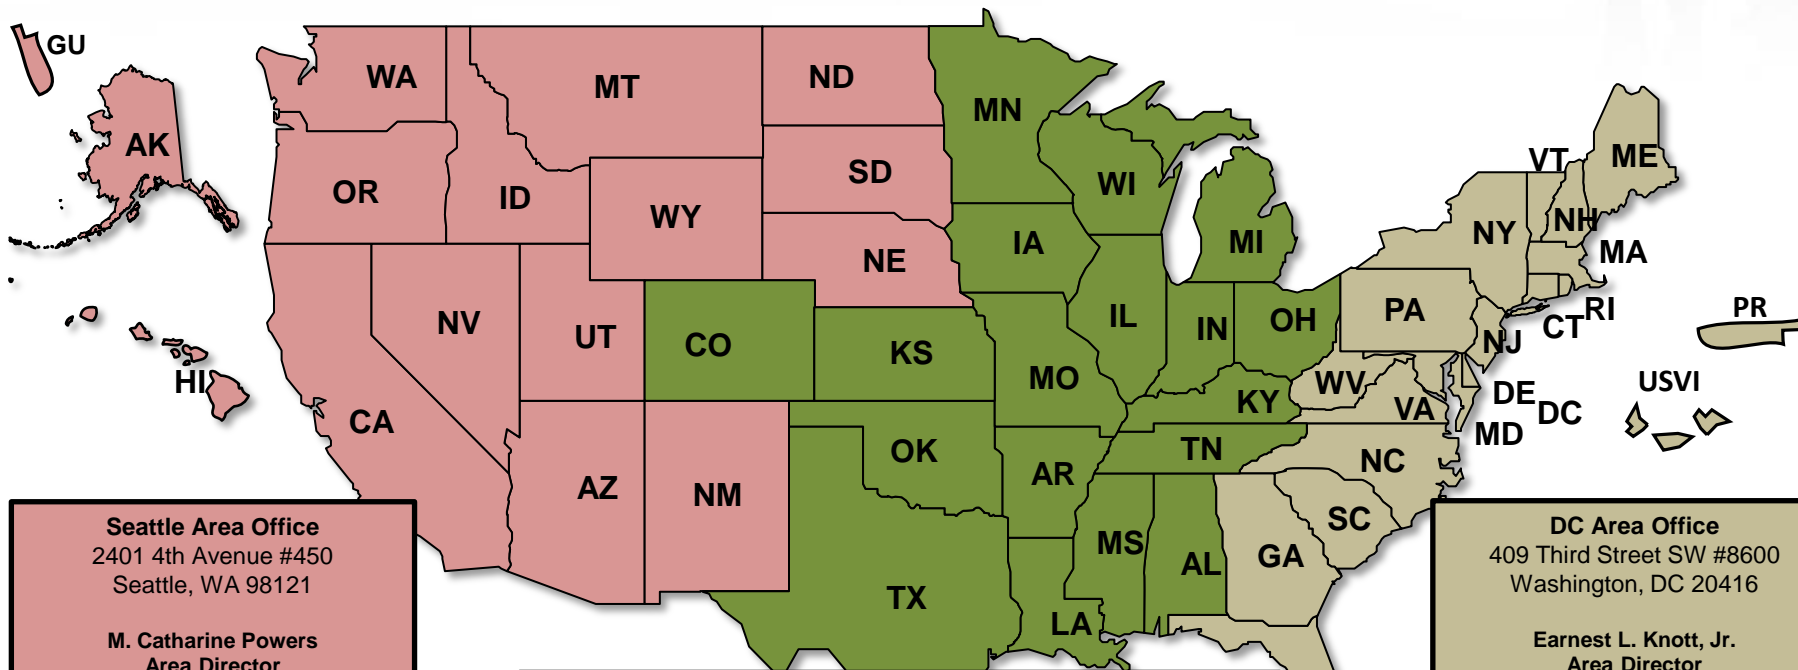 GU
WA
MT
ND
MN
AK
VT
ME
OR
ID
WY
SD
WI
NH
NY
IA
MI
MA
NE
PA
RI
PR
NV
UT
CO
IL
IN
OH
CT
NJ
KS
HI
MO
WV
USVI
CA
KY
VA
DE
DC
MD
OK
TN
NC
AZ
NM
AR
SC
MS
AL
GA
TX
LA
Seattle Area Office
2401 4th Avenue #450
Seattle, WA 98121
M. Catharine Powers
Area Director
DC Area Office
409 Third Street SW #8600
Washington, DC 20416
Earnest L. Knott, Jr.
Area Director